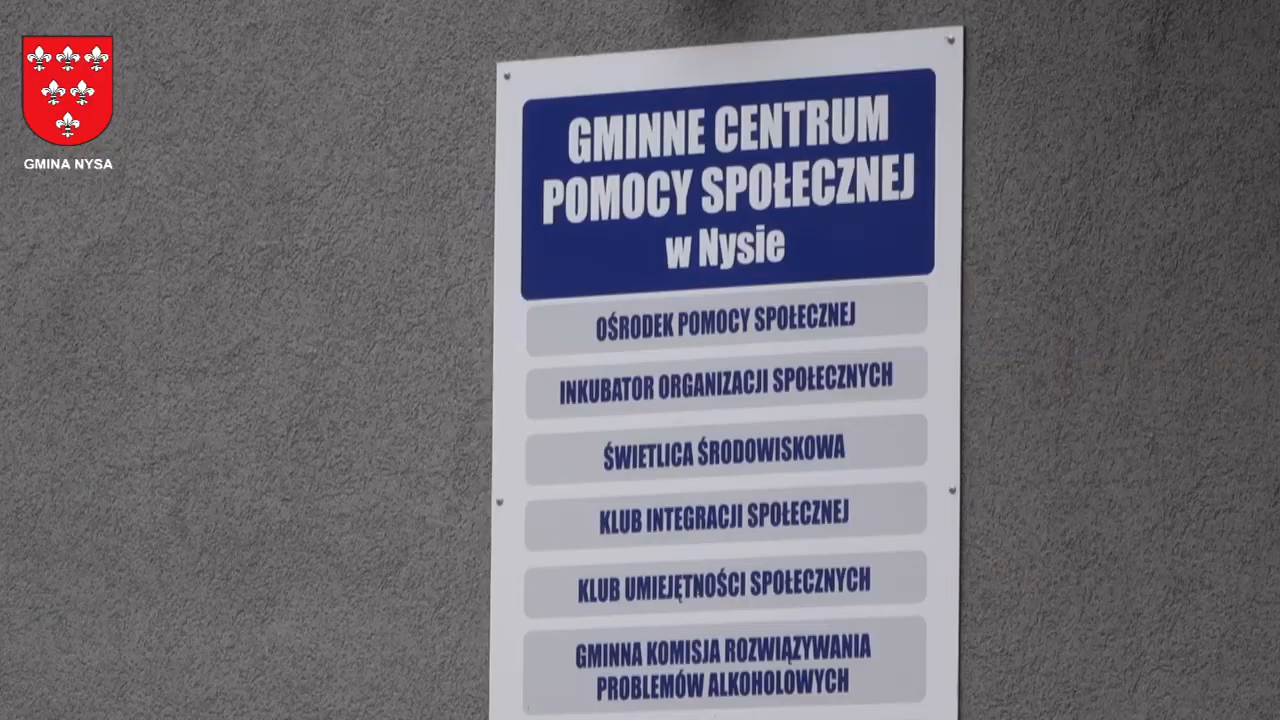 GMINA NYSA
GMINNE CENTRUM
POMOCY SPOŁECZNEJ
w Nysie
OŚRODEK POMOCY SPOŁECZNEJ
INKUBATOR ORGANIZACJI SPOŁECZNYCH
ŚWIETLICA ŚRODOWISKOWA
KLUB INTEGRACJI SPOŁECZNEJ
KLUB UMIEJĘTNOŚCI SPOŁECZNYCH
GMINNA KOMISJA ROZWIĄZYWANIA
PROBLEMÓW ALKOHOLOWYCH